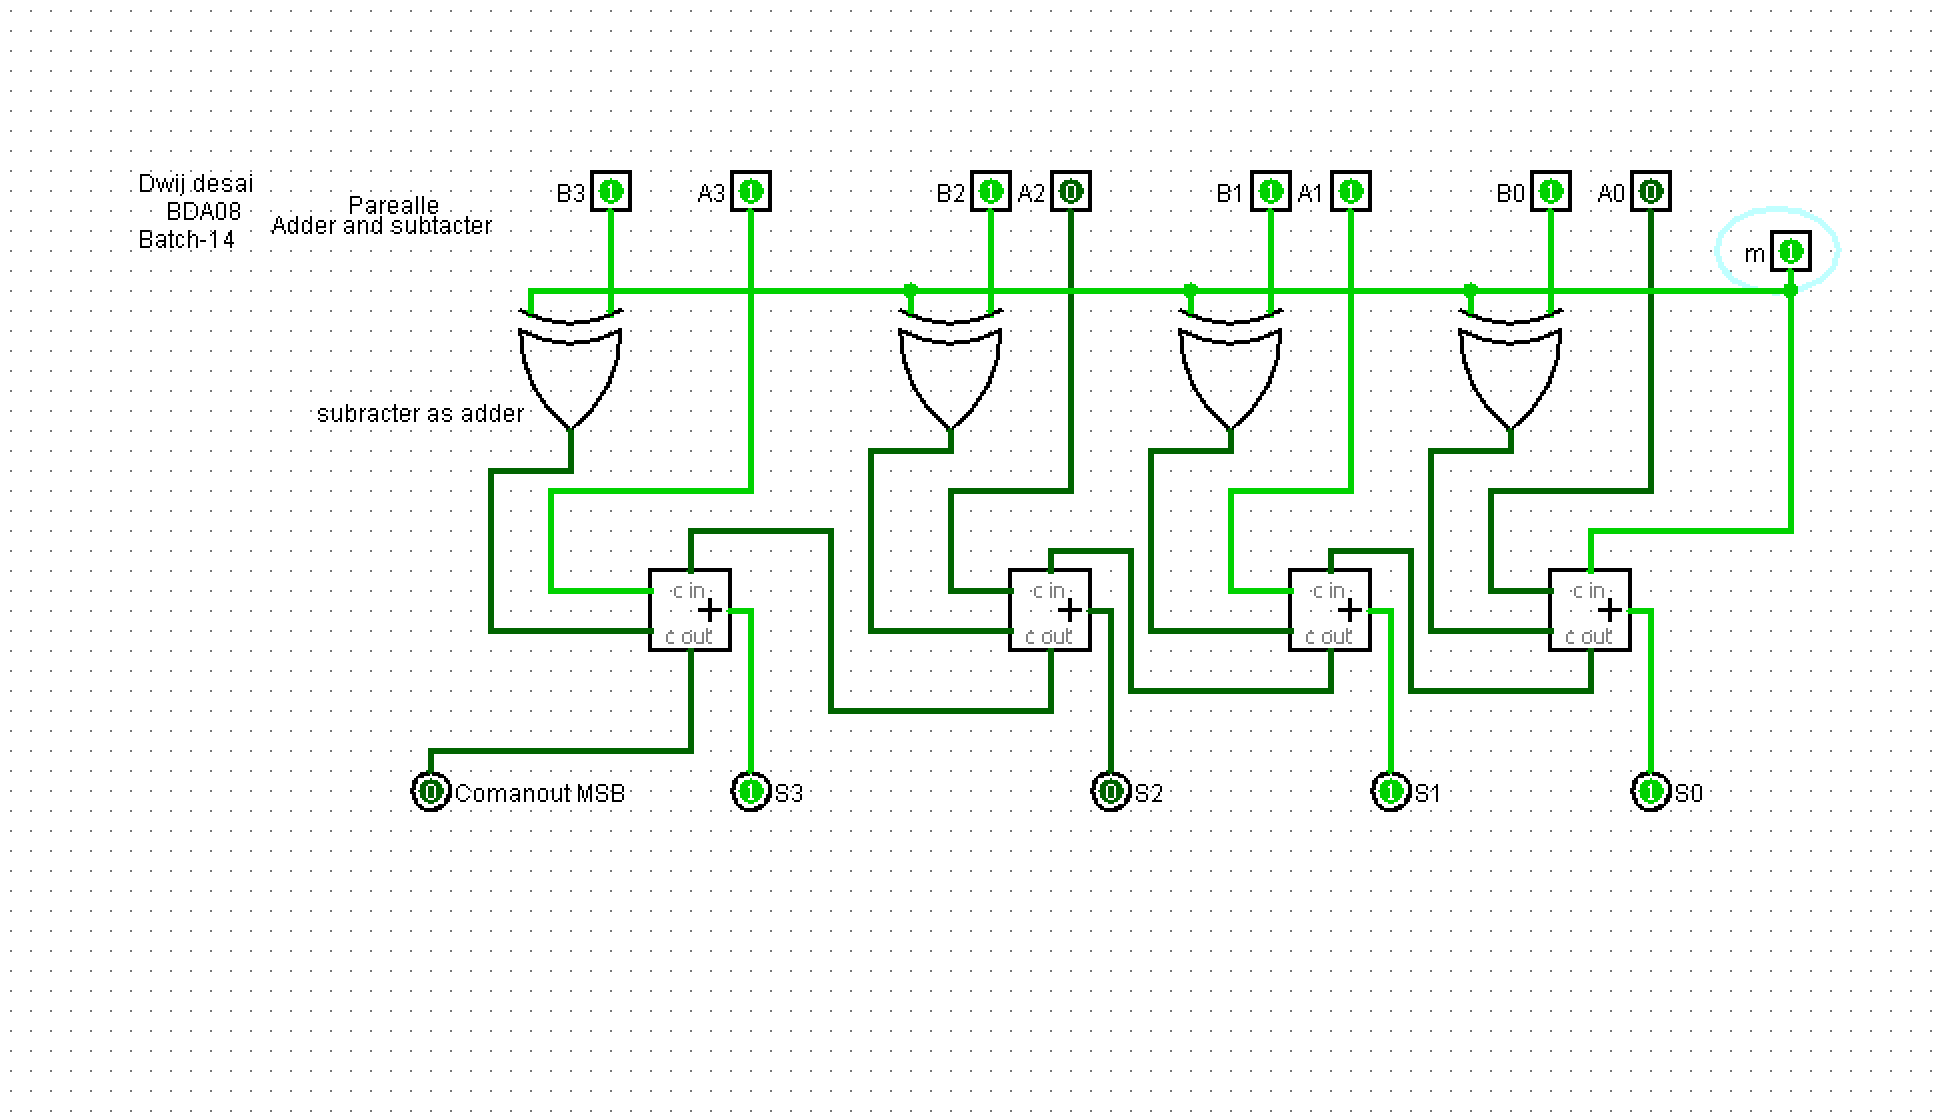 Dwij desai
BDA08
Batch-14
Parealle
Adder and subtacter
B3 1
A3 1
B2 1
A2 0
B1 1
A1 1
B0 1
A0 0
m 1
subracter as adder
c in
+
c out
c in
+
c out
c in
+
c out
c in
+
c out
0 Comanout MSB
1 S3
0 S2
1 S1
1 S0